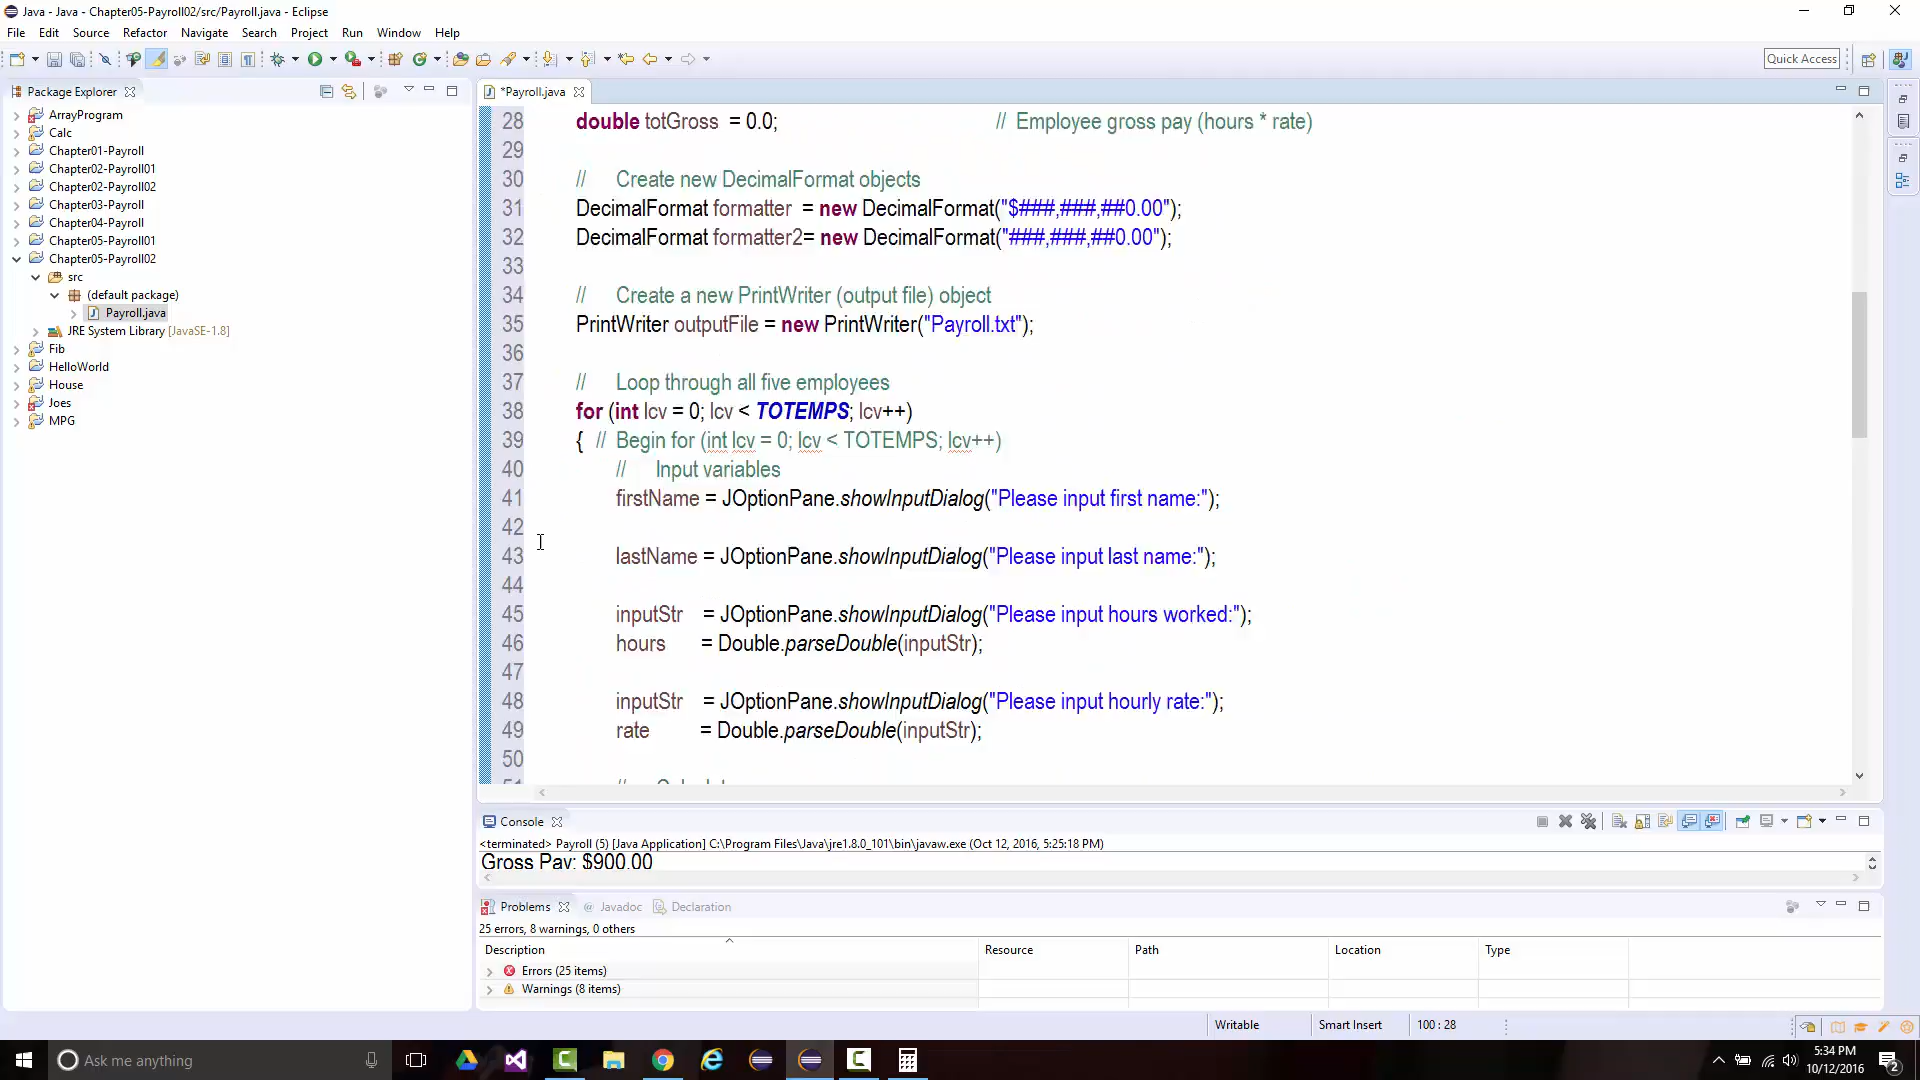 Java - Java - Chapter05-Payroll02/src/Payroll.java - Eclipse
File Edit Source Refactor Navigate Search Project Run Window Help
Quick Access
Package Explorer
ArrayProgram
Calc
Chapter01-Payroll
Chapter02-Payroll01
Chapter02-Payroll02
Chapter03-Payroll
Chapter04-Payroll
Chapter05-Payroll01
Chapter05-Payroll02
src
(default package)
Payroll.java
JRE System Library [JavaSE-1.8]
Fib
HelloWorld
House
Joes
MPG
*Payroll.java
28 double totGross = 0.0; // Employee gross pay (hours * rate)
29
30 // Create new DecimalFormat objects
31 DecimalFormat formatter = new DecimalFormat("$###,###,##0.00");
32 DecimalFormat formatter2= new DecimalFormat("###,###,##0.00");
33
34 // Create a new PrintWriter (output file) object
35 PrintWriter outputFile = new PrintWriter("Payroll.txt");
36
37 // Loop through all five employees
38 for (int lcv = 0; lcv < TOTEMPS; lcv++)
39 { // Begin for (int lcv = 0; lcv < TOTEMPS; lcv++)
40 // Input variables
41 firstName = JOptionPane.showInputDialog("Please input first name:");
42
43 lastName = JOptionPane.showInputDialog("Please input last name:");
44
45 inputStr = JOptionPane.showInputDialog("Please input hours worked:");
46 hours = Double.parseDouble(inputStr);
47
48 inputStr = JOptionPane.showInputDialog("Please input hourly rate:");
49 rate = Double.parseDouble(inputStr);
50
Console
<terminated> Payroll (5) [Java Application] C:\Program Files\Java\jre1.8.0_101\bin\javaw.exe (Oct 12, 2016, 5:25:18 PM)
Gross Pay: $900.00
Problems @ Javadoc Declaration
25 errors, 8 warnings, 0 others
Description Resource Path Location Type
Errors (25 items)
Warnings (8 items)
Writable Smart Insert 100 : 28
Ask me anything
5:34 PM
10/12/2016
2